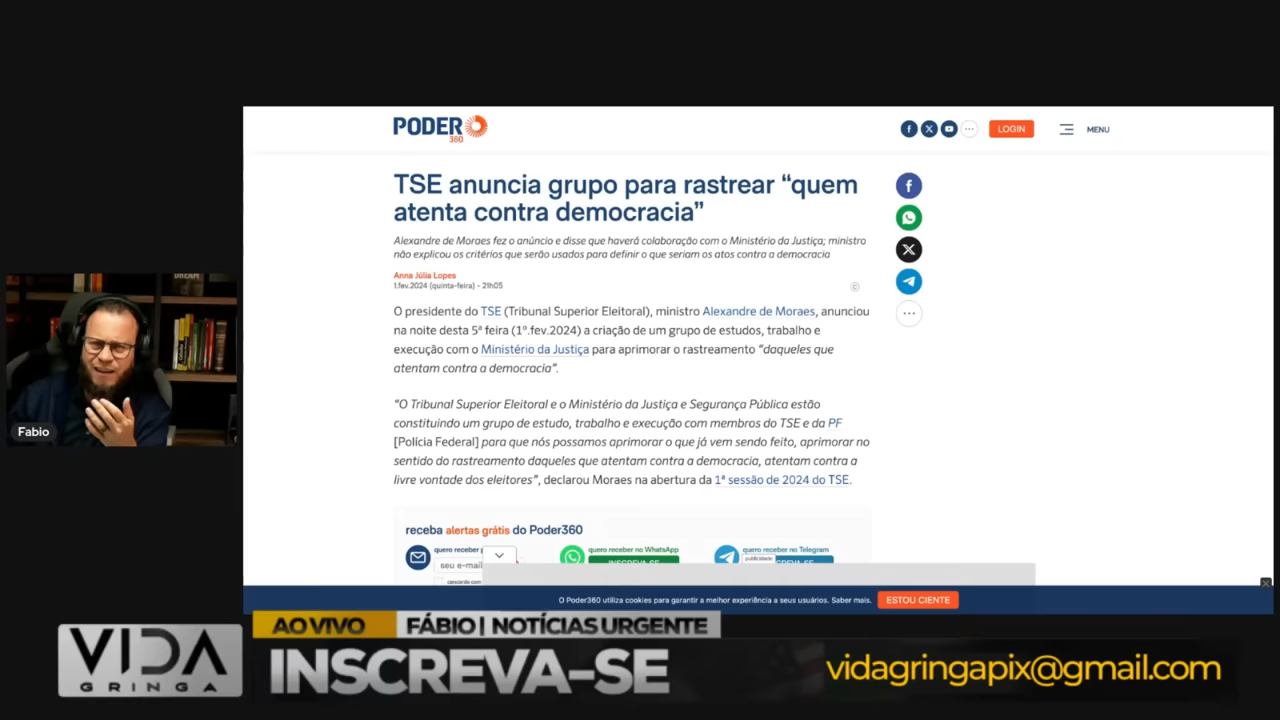 PODER
360
LOGIN
MENU
TSE anuncia grupo para rastrear “quem
atenta contra democracia”
Alexandre de Moraes fez o anúncio e disse que haverá colaboração com o Ministério da Justiça; ministro
não explicou os critérios que serão usados para definir o que seriam os atos contra a democracia
Anna Júlia Lopes
1.fev.2024 (quinta-feira) - 21h05
O presidente do TSE (Tribunal Superior Eleitoral), ministro Alexandre de Moraes, anunciou
na noite desta 5ª feira (1º.fev.2024) a criação de um grupo de estudos, trabalho e
execução com o Ministério da Justiça para aprimorar o rastreamento “daqueles que
atentam contra a democracia”.
“O Tribunal Superior Eleitoral e o Ministério da Justiça e Segurança Pública estão
constituindo um grupo de estudo, trabalho e execução com membros do TSE e da PF
[Polícia Federal] para que nós possamos aprimorar o que já vem sendo feito, aprimorar no
sentido do rastreamento daqueles que atentam contra a democracia, atentam contra a
livre vontade dos eleitores”, declarou Moraes na abertura da 1ª sessão de 2024 do TSE.
DREAM
Fabio
receba alertas grátis do Poder360
quero receber
quero receber no WhatsApp
quero receber no Telegram
seu e-mail
INSCREVA-SE
publicidade
concordo com
O Poder360 utiliza cookies para garantir a melhor experiência a seus usuários. Saber mais.
ESTOU CIENTE
AO VIVO
FÁBIO | NOTÍCIAS URGENTE
VIDA
GRINGA
INSCREVA-SE
vidagringapix@gmail.com